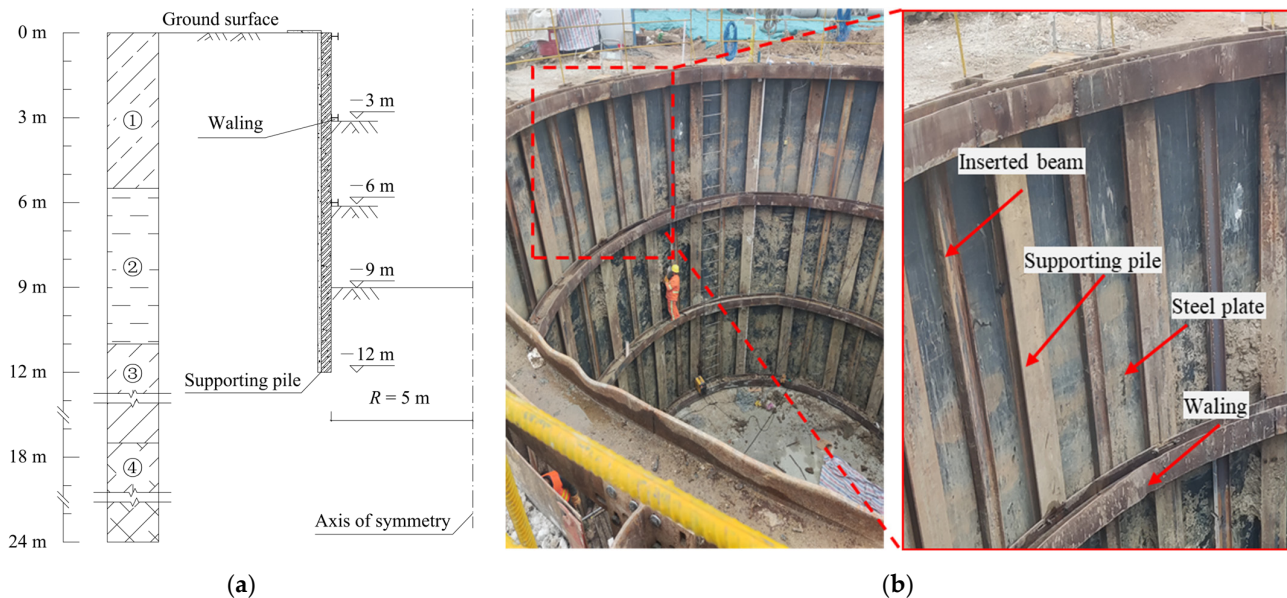 Ground surface
0 m
3 m
6 m
9 m
12 m
18 m
24 m
①
②
③
④
Waling
Supporting pile
−3 m
−6 m
−9 m
−12 m
R = 5 m
Axis of symmetry
(a)
Inserted beam
Supporting pile
Steel plate
Waling
(b)